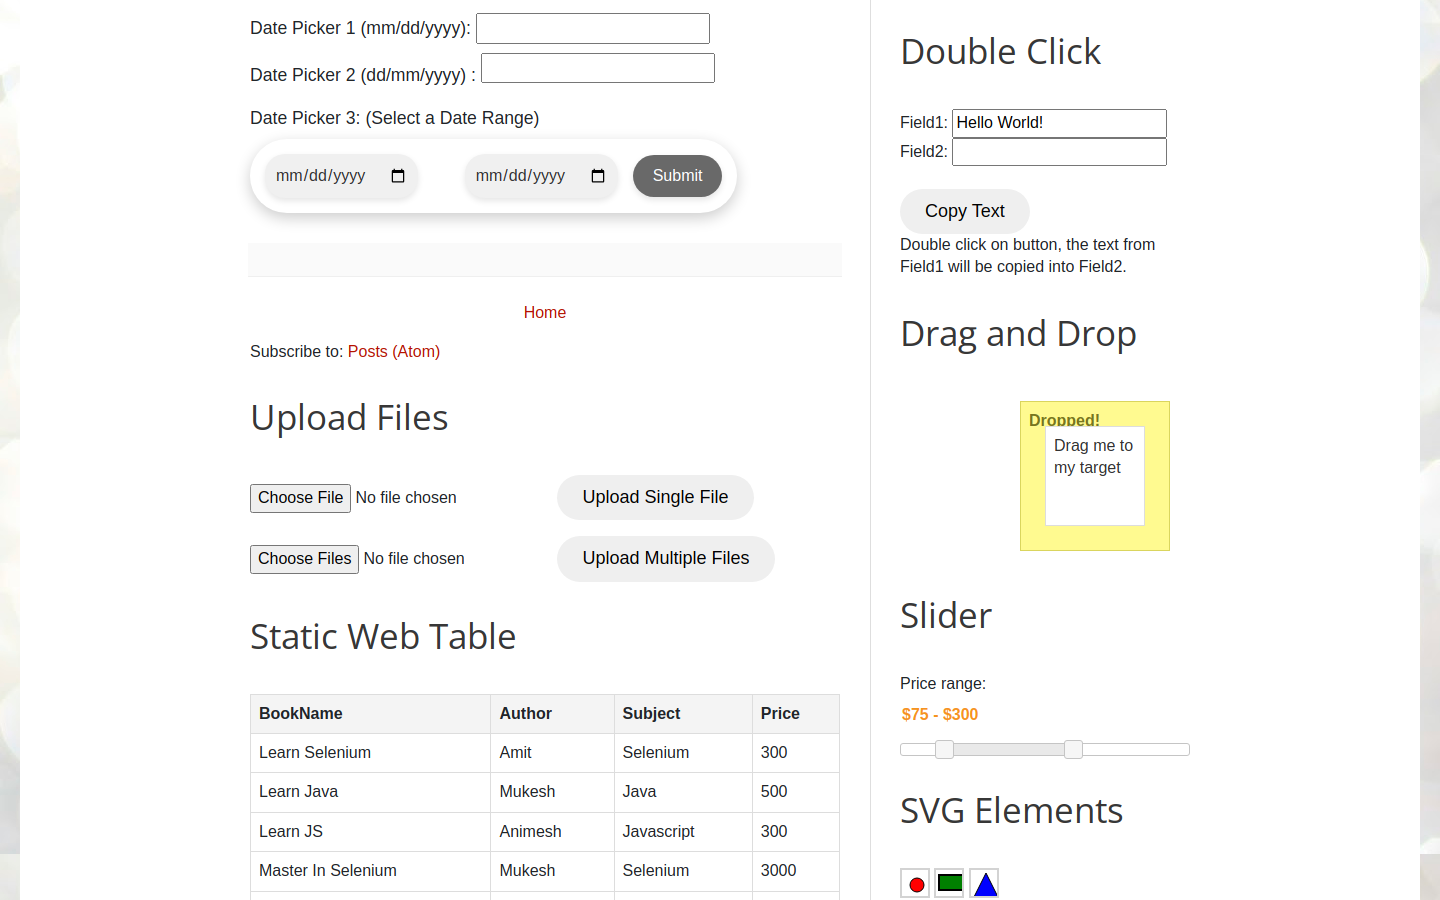 Date Picker 1 (mm/dd/yyyy):
Date Picker 2 (dd/mm/yyyy) :
Date Picker 3: (Select a Date Range)
mm/dd/yyyy mm/dd/yyyy Submit
Home
Subscribe to: Posts (Atom)
Upload Files
Choose File No file chosen Upload Single File
Choose Files No file chosen Upload Multiple Files
Static Web Table
BookName Author Subject Price
Learn Selenium Amit Selenium 300
Learn Java Mukesh Java 500
Learn JS Animesh Javascript 300
Master In Selenium Mukesh Selenium 3000
Double Click
Field1: Hello World!
Field2:
Copy Text
Double click on button, the text from
Field1 will be copied into Field2.
Drag and Drop
Dropped!
Drag me to
my target
Slider
Price range:
$75 - $300
SVG Elements